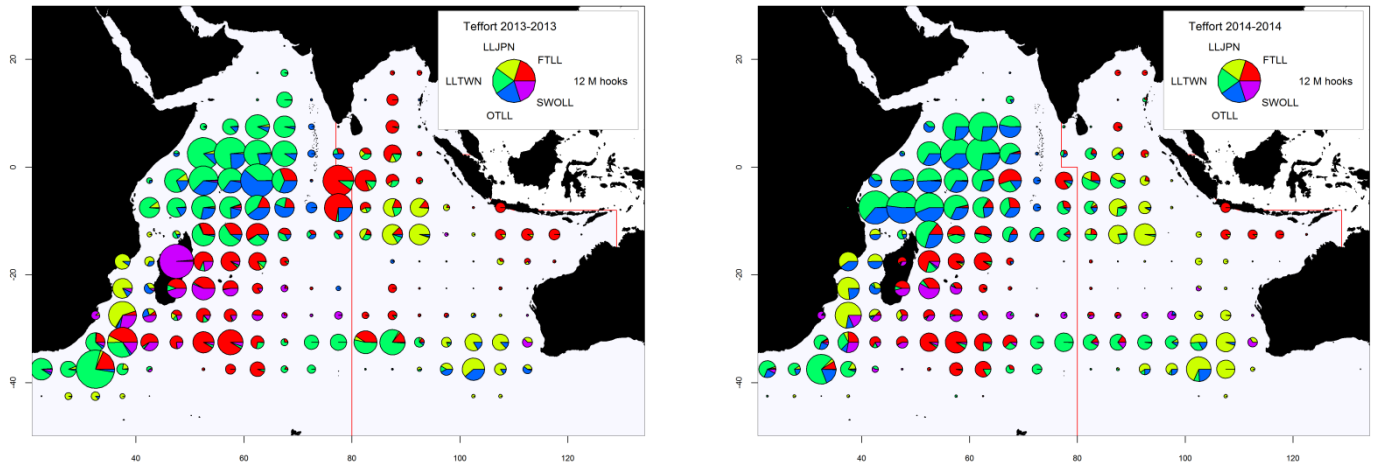 Teffort 2013-2013
LLJPN
FTLL
LLTWN
12 M hooks
SWOLL
OTLL
20
0
-20
-40
40
60
80
100
120
Teffort 2014-2014
LLJPN
FTLL
LLTWN
12 M hooks
SWOLL
OTLL
20
0
-20
-40
40
60
80
100
120